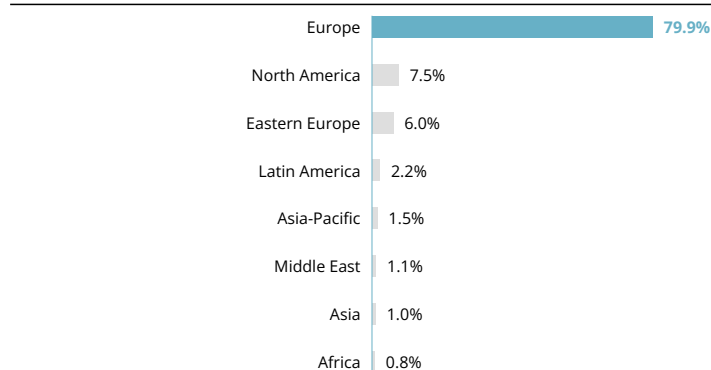 Europe 79.9%
North America 7.5%
Eastern Europe 6.0%
Latin America 2.2%
Asia-Pacific 1.5%
Middle East 1.1%
Asia 1.0%
Africa 0.8%